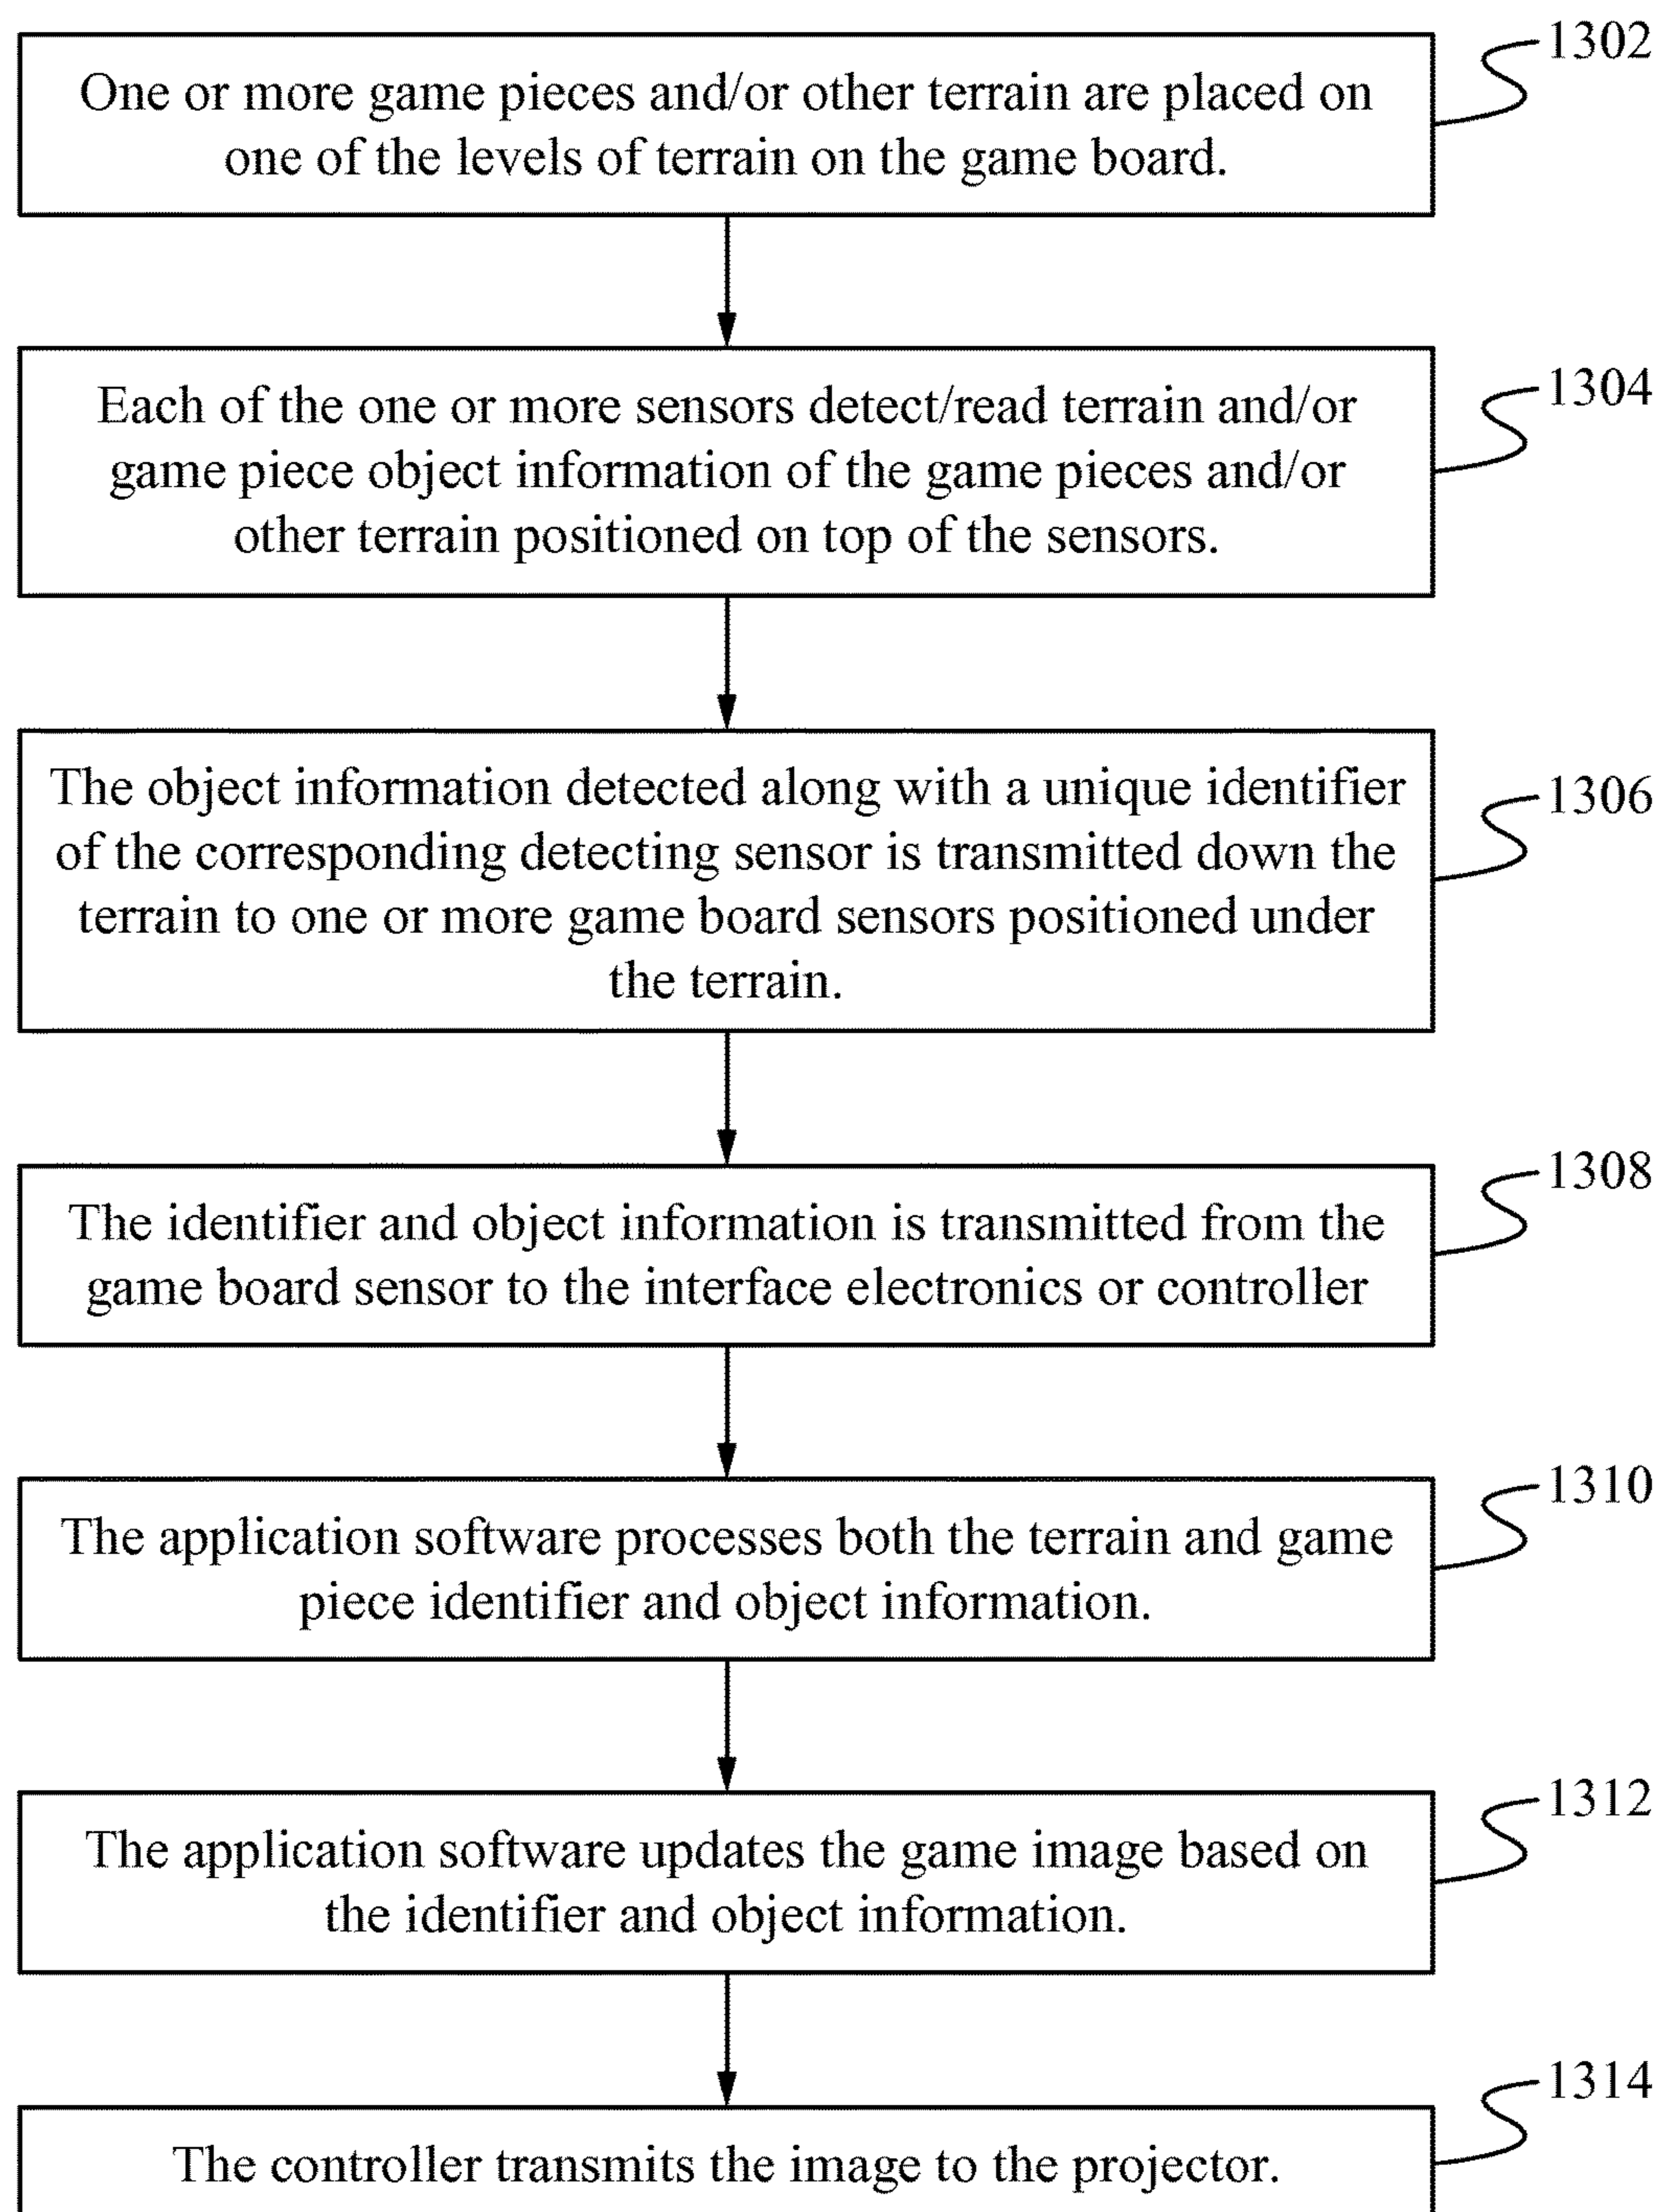 1302
One or more game pieces and/or other terrain are placed on
one of the levels of terrain on the game board.
1304
Each of the one or more sensors detect/read terrain and/or
game piece object information of the game pieces and/or
other terrain positioned on top of the sensors.
1306
The object information detected along with a unique identifier
of the corresponding detecting sensor is transmitted down the
terrain to one or more game board sensors positioned under
the terrain.
1308
The identifier and object information is transmitted from the
game board sensor to the interface electronics or controller
1310
The application software processes both the terrain and game
piece identifier and object information.
1312
The application software updates the game image based on
the identifier and object information.
1314
The controller transmits the image to the projector.